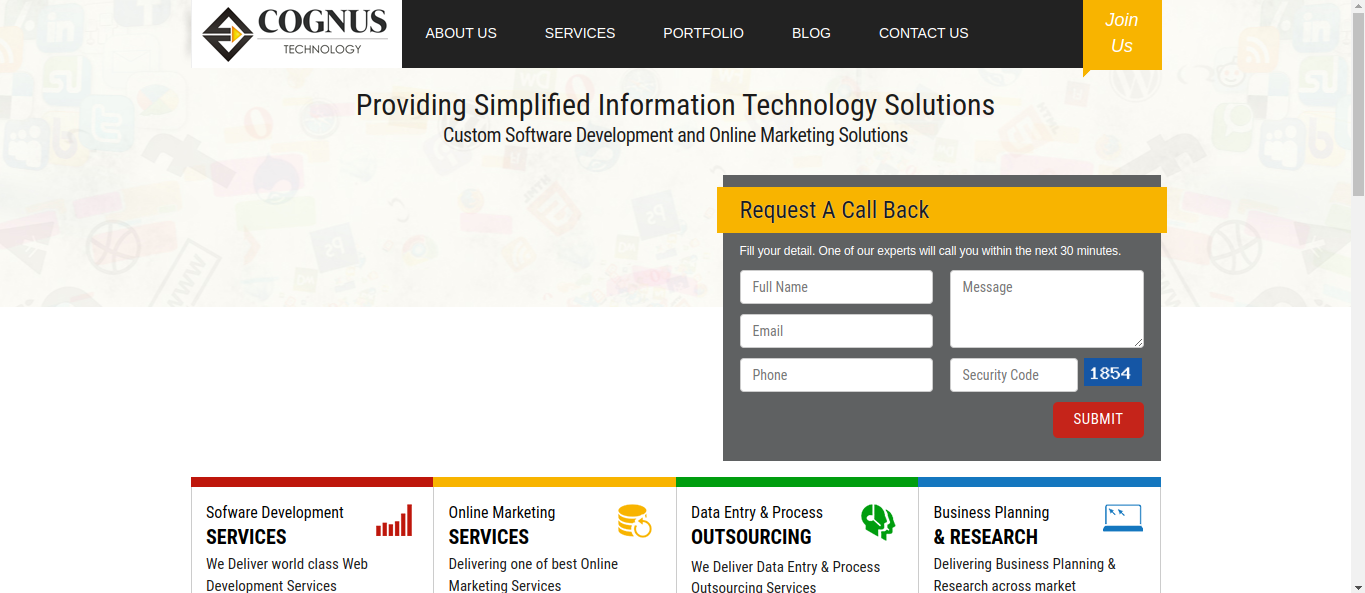 COGNUS
TECHNOLOGY
ABOUT US
SERVICES
PORTFOLIO
BLOG
CONTACT US
Join
Us
Providing Simplified Information Technology Solutions
Custom Software Development and Online Marketing Solutions
Request A Call Back
Fill your detail. One of our experts will call you within the next 30 minutes.
Full Name
Message
Email
Phone
Security Code
1854
SUBMIT
Sofware Development
SERVICES
We Deliver world class Web
Development Services
Online Marketing
SERVICES
Delivering one of best Online
Marketing Services
Data Entry & Process
OUTSOURCING
We Deliver Data Entry & Process
Outsourcing Services
Business Planning
& RESEARCH
Delivering Business Planning &
Research across market